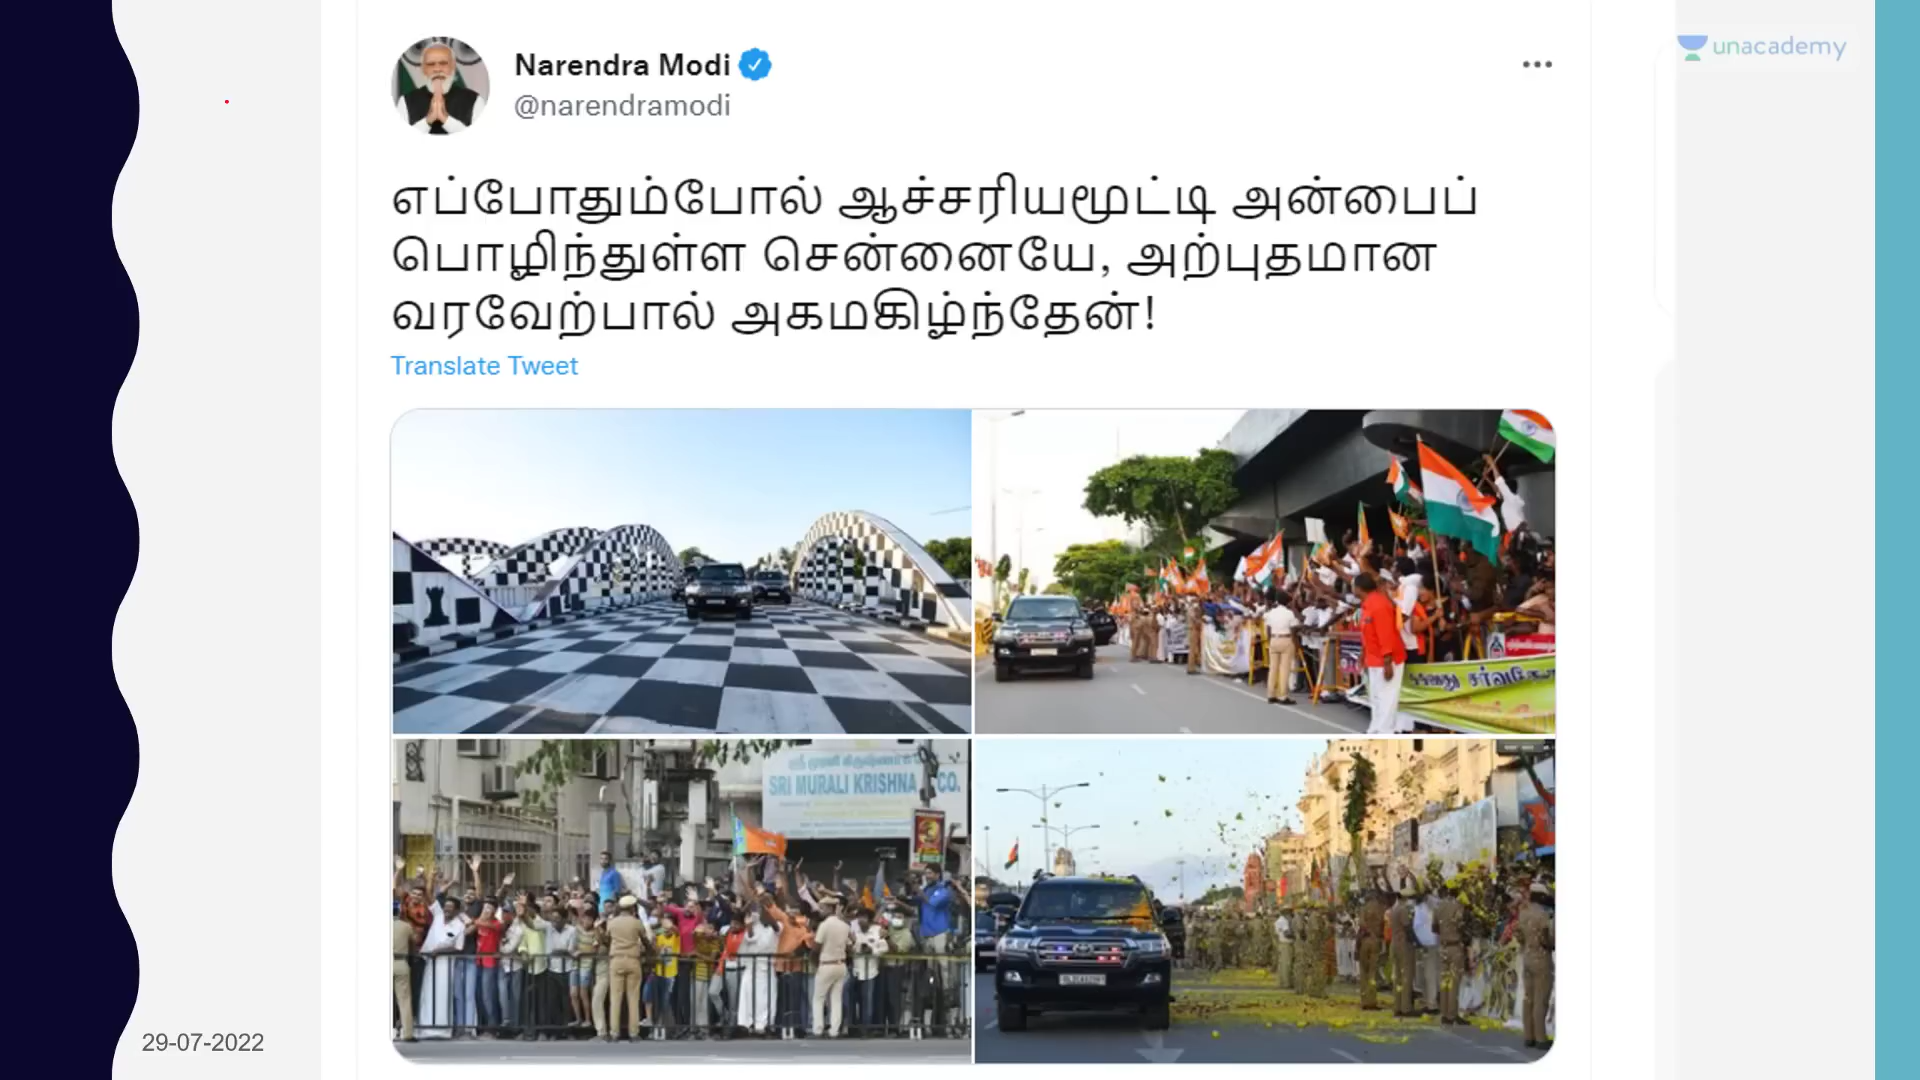 unacademy
Narendra Modi
@narendramodi
எப்போதும்போல் ஆச்சரியமூட்டி அன்பைப்
பொழிந்துள்ள சென்னையே, அற்புதமான
வரவேற்பால் அகமகிழ்ந்தேன்!
Translate Tweet
SRI MURALI KRISHNA CO.
29-07-2022